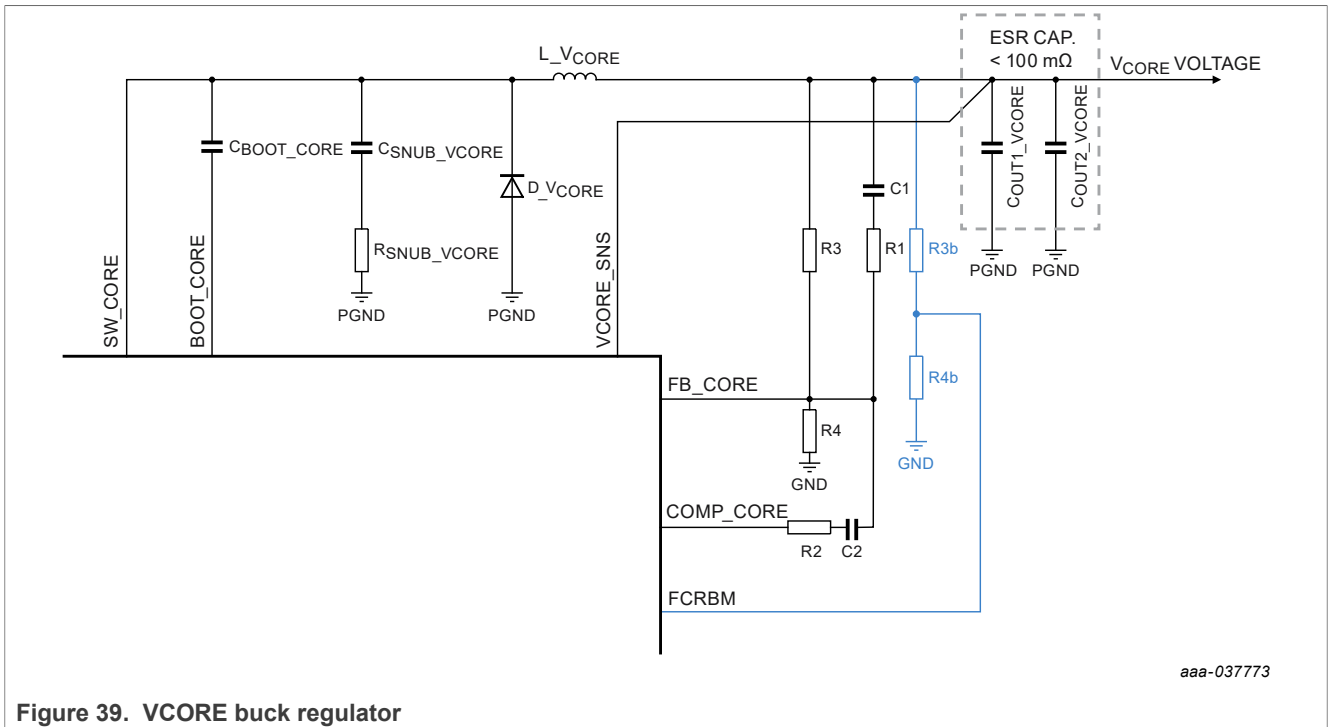 ESR CAP.
< 100 mΩ
L_VCORE
VCORE VOLTAGE
CBOOT_CORE
CSNUB_VCORE
D_VCORE
COUT1_VCORE
COUT2_VCORE
C1
R3
R1
R3b
RSNUB_VCORE
PGND
PGND
PGND
PGND
SW_CORE
BOOT_CORE
VCORE_SNS
FB_CORE
R4b
R4
GND
GND
COMP_CORE
R2
C2
FCRBM
aaa-037773
Figure 39. VCORE buck regulator